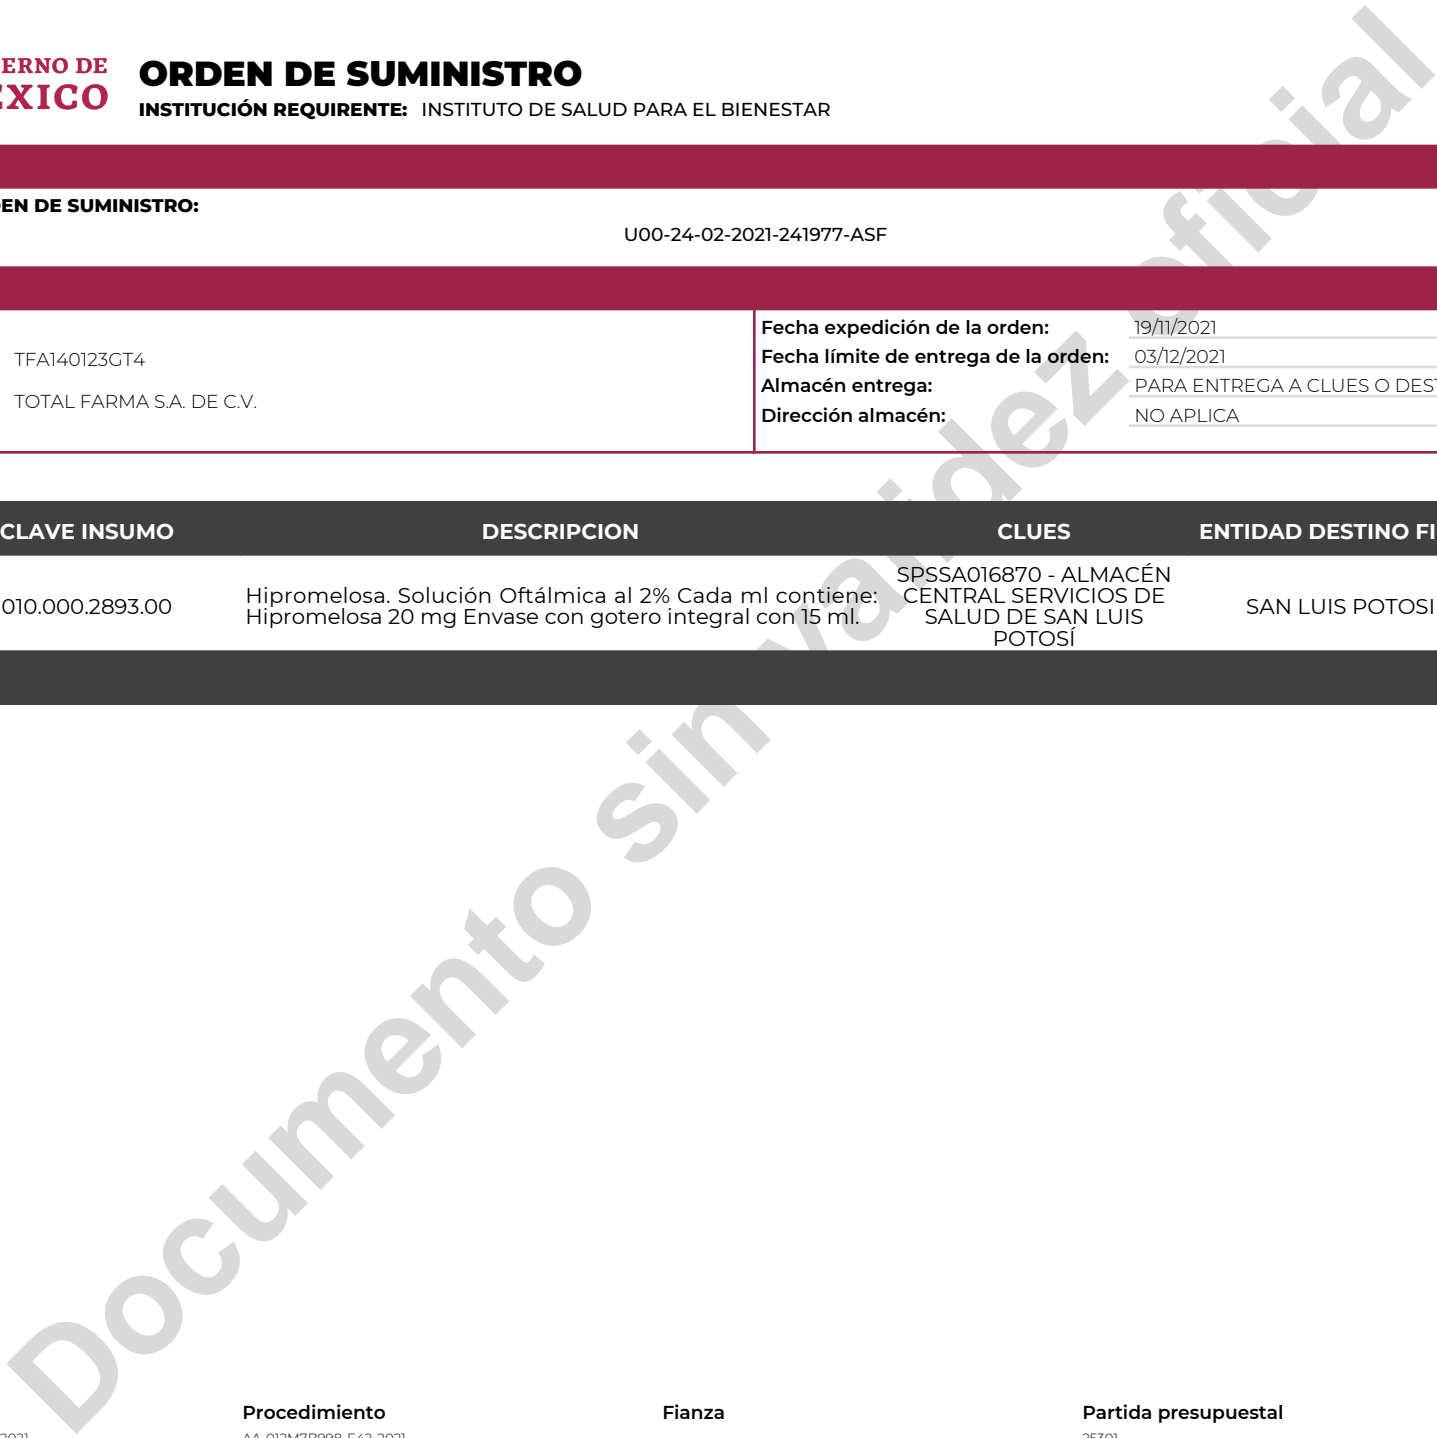 ERNO DE
ÉXICO
ORDEN DE SUMINISTRO
INSTITUCIÓN REQUIRENTE: INSTITUTO DE SALUD PARA EL BIENESTAR
EN DE SUMINISTRO:
U00-24-02-2021-241977-ASF
TFA140123GT4
TOTAL FARMA S.A. DE C.V.
Fecha expedición de la orden: 19/11/2021
Fecha límite de entrega de la orden: 03/12/2021
Almacén entrega: PARA ENTREGA A CLUES O DEST
Dirección almacén: NO APLICA
CLAVE INSUMO DESCRIPCION CLUES ENTIDAD DESTINO FI
010.000.2893.00
Hipromelosa. Solución Oftálmica al 2% Cada ml contiene:
Hipromelosa 20 mg Envase con gotero integral con 15 ml.
SPSSA016870 - ALMACÉN
CENTRAL SERVICIOS DE
SALUD DE SAN LUIS
POTOSÍ
SAN LUIS POTOSI
Documento sin validez oficial
Procedimiento Fianza Partida presupuestal